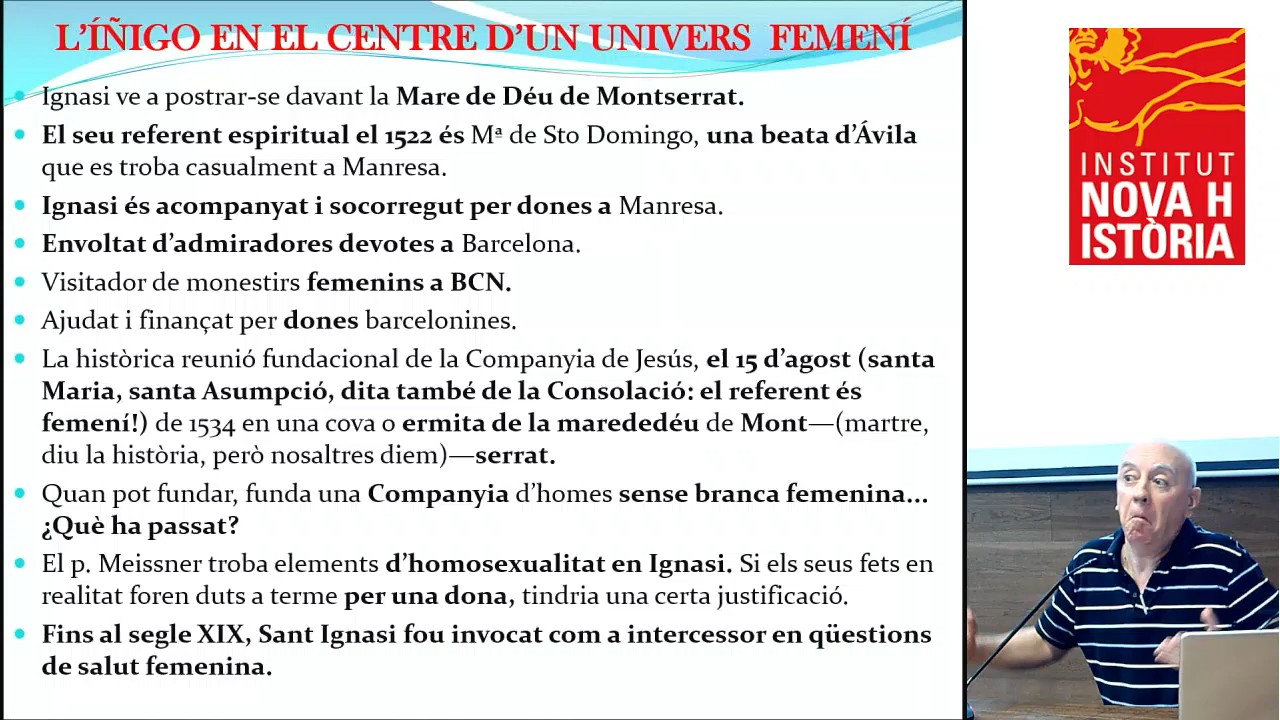 L'ÍÑIGO EN EL CENTRE D'UN UNIVERS FEMENÍ
Ignasi ve a postrar-se davant la Mare de Déu de Montserrat.
El seu referent espiritual el 1522 és Mª de Sto Domingo, una beata d'Ávila
que es troba casualment a Manresa.
Ignasi és acompanyat i socorregut per dones a Manresa.
Envoltat d'admiradores devotes a Barcelona.
Visitador de monestirs femenins a BCN.
Ajudat i finançat per dones barcelonines.
La històrica reunió fundacional de la Companyia de Jesús, el 15 d'agost (santa
Maria, santa Asumpció, dita també de la Consolació: el referent és
femení!) de 1534 en una cova o ermita de la marededéu de Mont—(martre,
diu la història, però nosaltres diem)—serrat.
Quan pot fundar, funda una Companyia d'homes sense branca femenina...
¿Què ha passat?
El p. Meissner troba elements d'homosexualitat en Ignasi. Si els seus fets en
realitat foren duts a terme per una dona, tindria una certa justificació.
Fins al segle XIX, Sant Ignasi fou invocat com a intercessor en qüestions
de salut femenina.
INSTITUT
NOVA H
ISTÒRIA